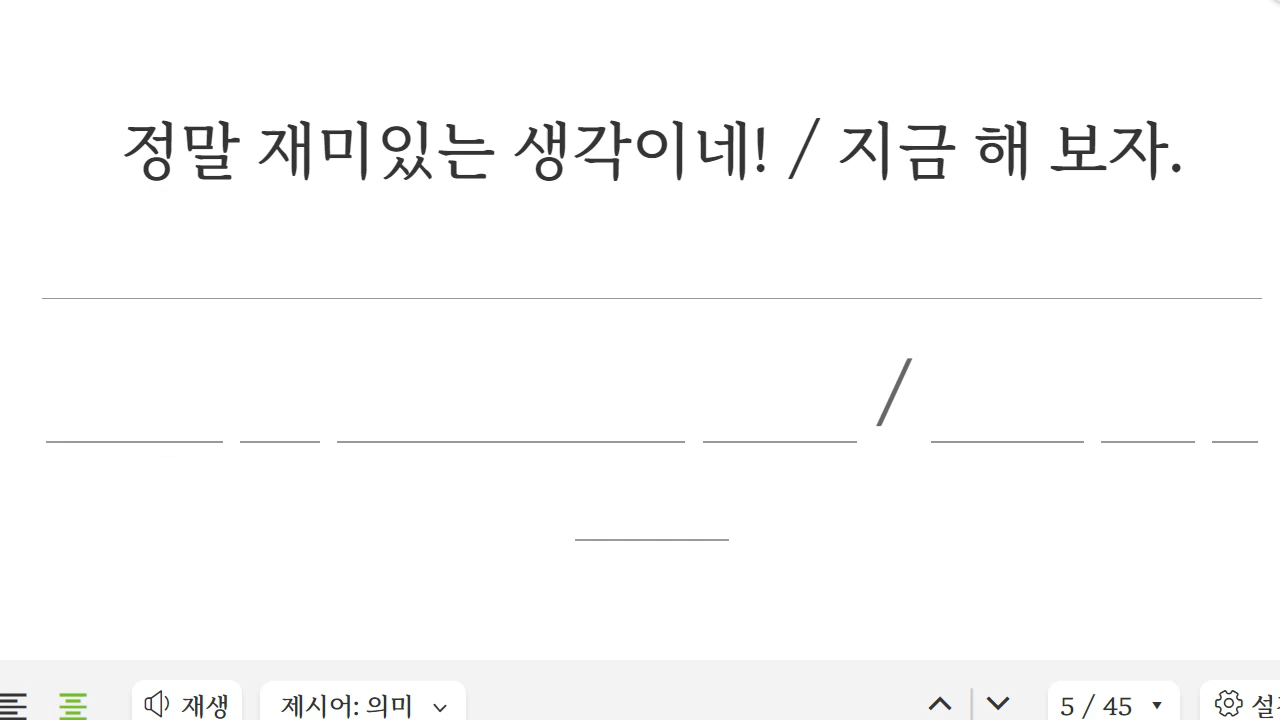 정말 재미있는 생각이네! / 지금 해 보자.
/
재생 제시어: 의미 5 / 45